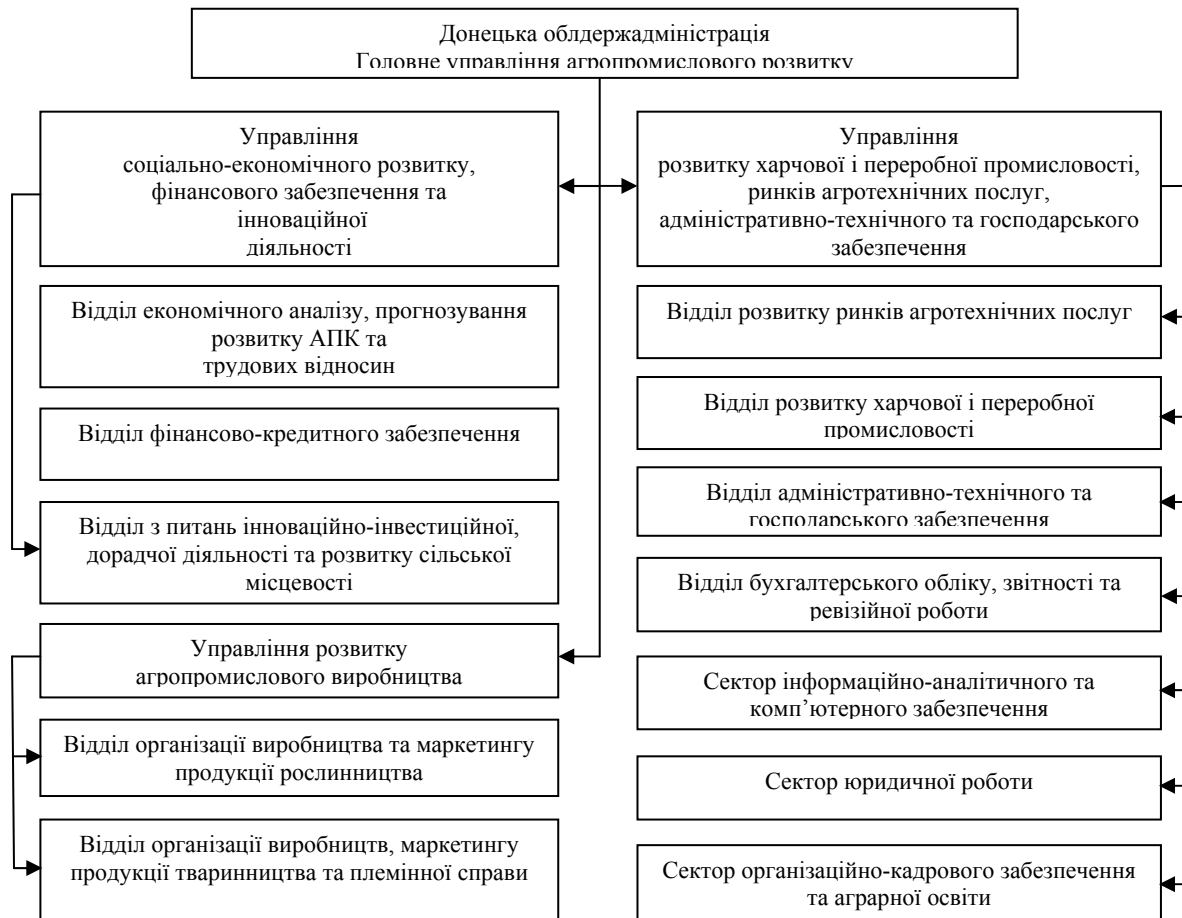 Донецька облдержадміністрація
Головне управління агропромислового розвитку
Управління
соціально-економічного розвитку,
фінансового забезпечення та
інноваційної
діяльності
Відділ економічного аналізу, прогнозування
розвитку АПК та
трудових відносин
Відділ фінансово-кредитного забезпечення
Відділ з питань інноваційно-інвестиційної,
дорадчої діяльності та розвитку сільської
місцевості
Управління розвитку
агропромислового виробництва
Відділ організації виробництва та маркетингу
продукції рослинництва
Відділ організації виробництв, маркетингу
продукції тваринництва та племінної справи
Управління
розвитку харчової і переробної промисловості,
ринків агротехнічних послуг,
адміністративно-технічного та господарського
забезпечення
Відділ розвитку ринків агротехнічних послуг
Відділ розвитку харчової і переробної
промисловості
Відділ адміністративно-технічного та
господарського забезпечення
Відділ бухгалтерського обліку, звітності та
ревізійної роботи
Сектор інформаційно-аналітичного та
комп’ютерного забезпечення
Сектор юридичної роботи
Сектор організаційно-кадрового забезпечення
та аграрної освіти